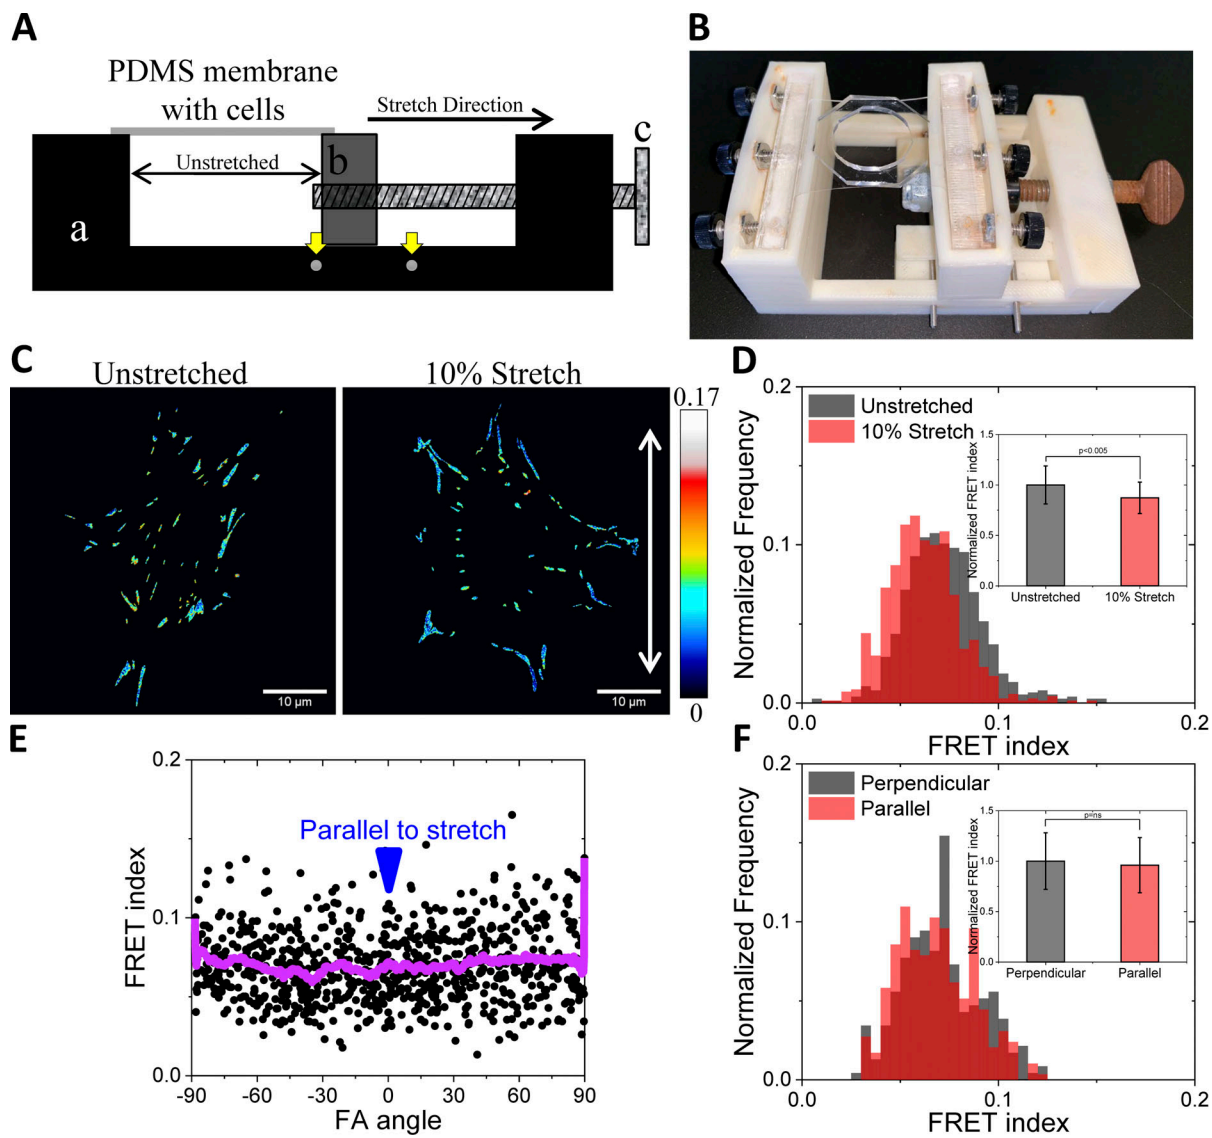 A
PDMS membrane
with cells
Stretch Direction
Unstretched
a
b
c
B
C
Unstretched
10% Stretch
0.17
0
10 µm
10 µm
D
Normalized Frequency
0.2
0.1
0.0
0.0
0.1
0.2
FRET index
Unstretched
10% Stretch
Normalized FRET index
1.5
1.0
0.5
0.0
p<0.005
Unstretched
10% Stretch
E
FRET index
0.2
0.1
0.0
Parallel to stretch
-90
-60
-30
0
30
60
90
FA angle
F
Normalized Frequency
0.2
0.1
0.0
0.0
0.1
0.2
FRET index
Perpendicular
Parallel
Normalized FRET index
1.5
1.0
0.5
0.0
p=ns
Perpendicular
Parallel